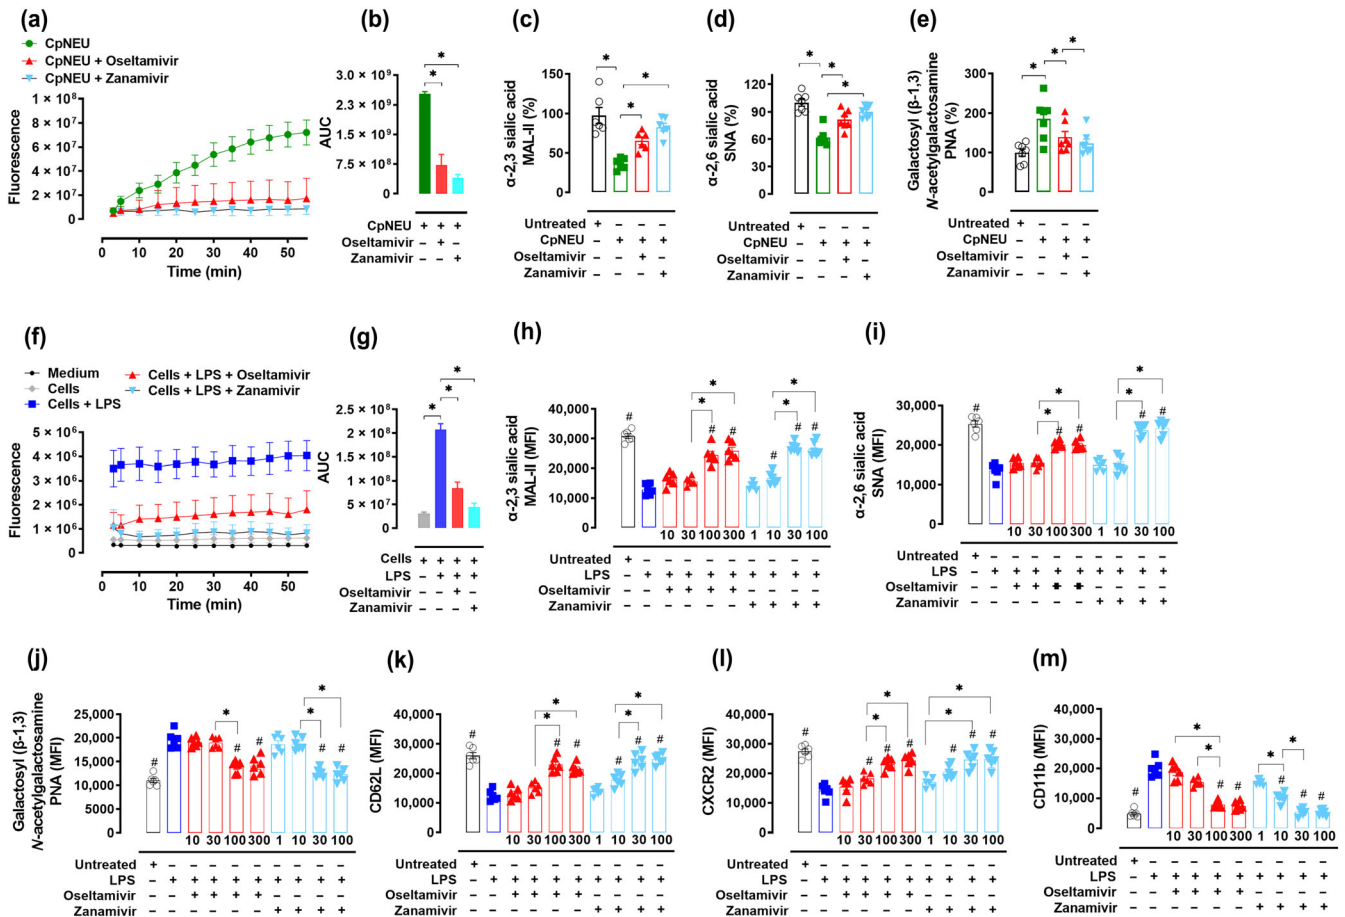 (a)
CpNEU
CpNEU + Oseltamivir
CpNEU + Zanamivir
Fluorescence
1 × 10⁸
8 × 10⁷
6 × 10⁷
4 × 10⁷
2 × 10⁷
0
0 10 20 30 40 50
Time (min)
(b)
AUC
3.0 × 10⁹
2.5 × 10⁹
2.0 × 10⁹
1.5 × 10⁹
9.0 × 10⁸
4.0 × 10⁸
0
* *
CpNEU + + +
Oseltamivir – + –
Zanamivir – – +
(c)
α-2,3 sialic acid
MAL-II (%)
150
100
50
0
* * *
Untreated + – – –
CpNEU – + + +
Oseltamivir – – + –
Zanamivir – – – +
(d)
α-2,6 sialic acid
SNA (%)
120
90
60
30
0
* * *
Untreated + – – –
CpNEU – + + +
Oseltamivir – – + –
Zanamivir – – – +
(e)
Galactosyl (β-1,3)
N-acetylgalactosamine
PNA (%)
300
200
100
0
* * *
Untreated + – – –
CpNEU – + + +
Oseltamivir – – + –
Zanamivir – – – +
(f)
Medium
Cells
Cells + LPS
Cells + LPS + Oseltamivir
Cells + LPS + Zanamivir
Fluorescence
5 × 10⁶
4 × 10⁶
3 × 10⁶
2 × 10⁶
1 × 10⁶
0
0 10 20 30 40 50
Time (min)
(g)
AUC
2.5 × 10⁸
2.0 × 10⁸
1.5 × 10⁸
1.0 × 10⁸
5.0 × 10⁷
0
* * *
Cells + + + +
LPS – + + +
Oseltamivir – – + –
Zanamivir – – – +
(h)
α-2,3 sialic acid
MAL-II (MFI)
40,000
30,000
20,000
10,000
0
# * * # # * * # # #
10 30 100 300 1 10 30 100
Untreated + – – – – – – – – –
LPS – + + + + + + + + +
Oseltamivir – – + + + + – – – –
Zanamivir – – – – – – + + + +
(i)
α-2,6 sialic acid
SNA (MFI)
30,000
20,000
10,000
0
# * * # # * * # #
10 30 100 300 1 10 30 100
Untreated + – – – – – – – – –
LPS – + + + + + + + + +
Oseltamivir – – + + + + – – – –
Zanamivir – – – – – – + + + +
(j)
Galactosyl (β-1,3)
N-acetylgalactosamine
PNA (MFI)
25,000
20,000
15,000
10,000
5000
0
# * # # * * # #
10 30 100 300 1 10 30 100
Untreated + – – – – – – – – –
LPS – + + + + + + + + +
Oseltamivir – – + + + + – – – –
Zanamivir – – – – – – + + + +
(k)
CD62L (MFI)
40,000
30,000
20,000
10,000
0
# * * # # * * # # #
10 30 100 300 1 10 30 100
Untreated + – – – – – – – – –
LPS – + + + + + + + + +
Oseltamivir – – + + + + – – – –
Zanamivir – – – – – – + + + +
(l)
CXCR2 (MFI)
40,000
30,000
20,000
10,000
0
# * * # # # * * # # # #
10 30 100 300 1 10 30 100
Untreated + – – – – – – – – –
LPS – + + + + + + + + +
Oseltamivir – – + + + + – – – –
Zanamivir – – – – – – + + + +
(m)
CD11b (MFI)
40,000
30,000
20,000
10,000
0
# * * # # # * * # # #
10 30 100 300 1 10 30 100
Untreated + – – – – – – – – –
LPS – + + + + + + + + +
Oseltamivir – – + + + + – – – –
Zanamivir – – – – – – + + + +